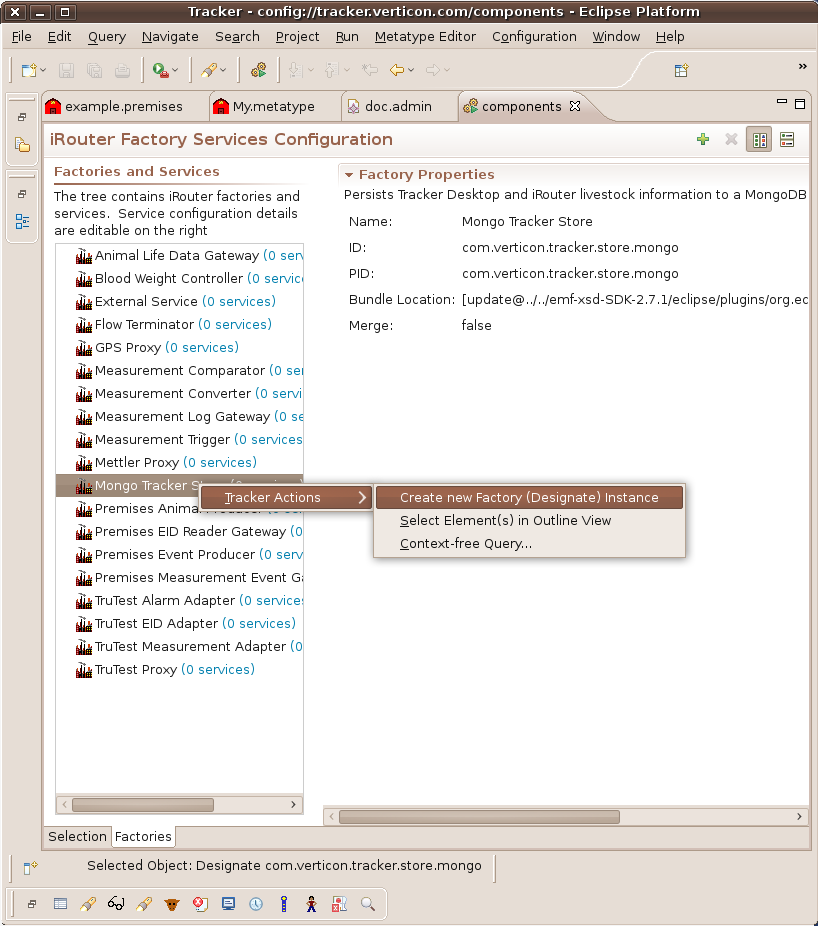 Tracker - config://tracker.verticon.com/components - Eclipse Platform
File Edit Query Navigate Search Project Run Metatype Editor Configuration Window Help
example.premises My.metatype doc.admin components
iRouter Factory Services Configuration
Factories and Services
The tree contains iRouter factories and
services. Service configuration details
are editable on the right
Animal Life Data Gateway (0 serv
Blood Weight Controller (0 servic
External Service (0 services)
Flow Terminator (0 services)
GPS Proxy (0 services)
Measurement Comparator (0 ser
Measurement Converter (0 servi
Measurement Log Gateway (0 se
Measurement Trigger (0 services
Mettler Proxy (0 services)
Mongo Tracker
Premises
Premises EID Reader Gateway (0
Premises Event Producer (0 serv
Premises Measurement Event Ga
TruTest Alarm Adapter (0 services
TruTest EID Adapter (0 services)
TruTest Measurement Adapter (0
TruTest Proxy (0 services)
Tracker Actions
Create new Factory (Designate) Instance
Select Element(s) in Outline View
Context-free Query...
Factory Properties
Persists Tracker Desktop and iRouter livestock information to a MongoDB
Name: Mongo Tracker Store
ID: com.verticon.tracker.store.mongo
PID: com.verticon.tracker.store.mongo
Bundle Location: [update@../../emf-xsd-SDK-2.7.1/eclipse/plugins/org.ec
Merge: false
Selection Factories
Selected Object: Designate com.verticon.tracker.store.mongo